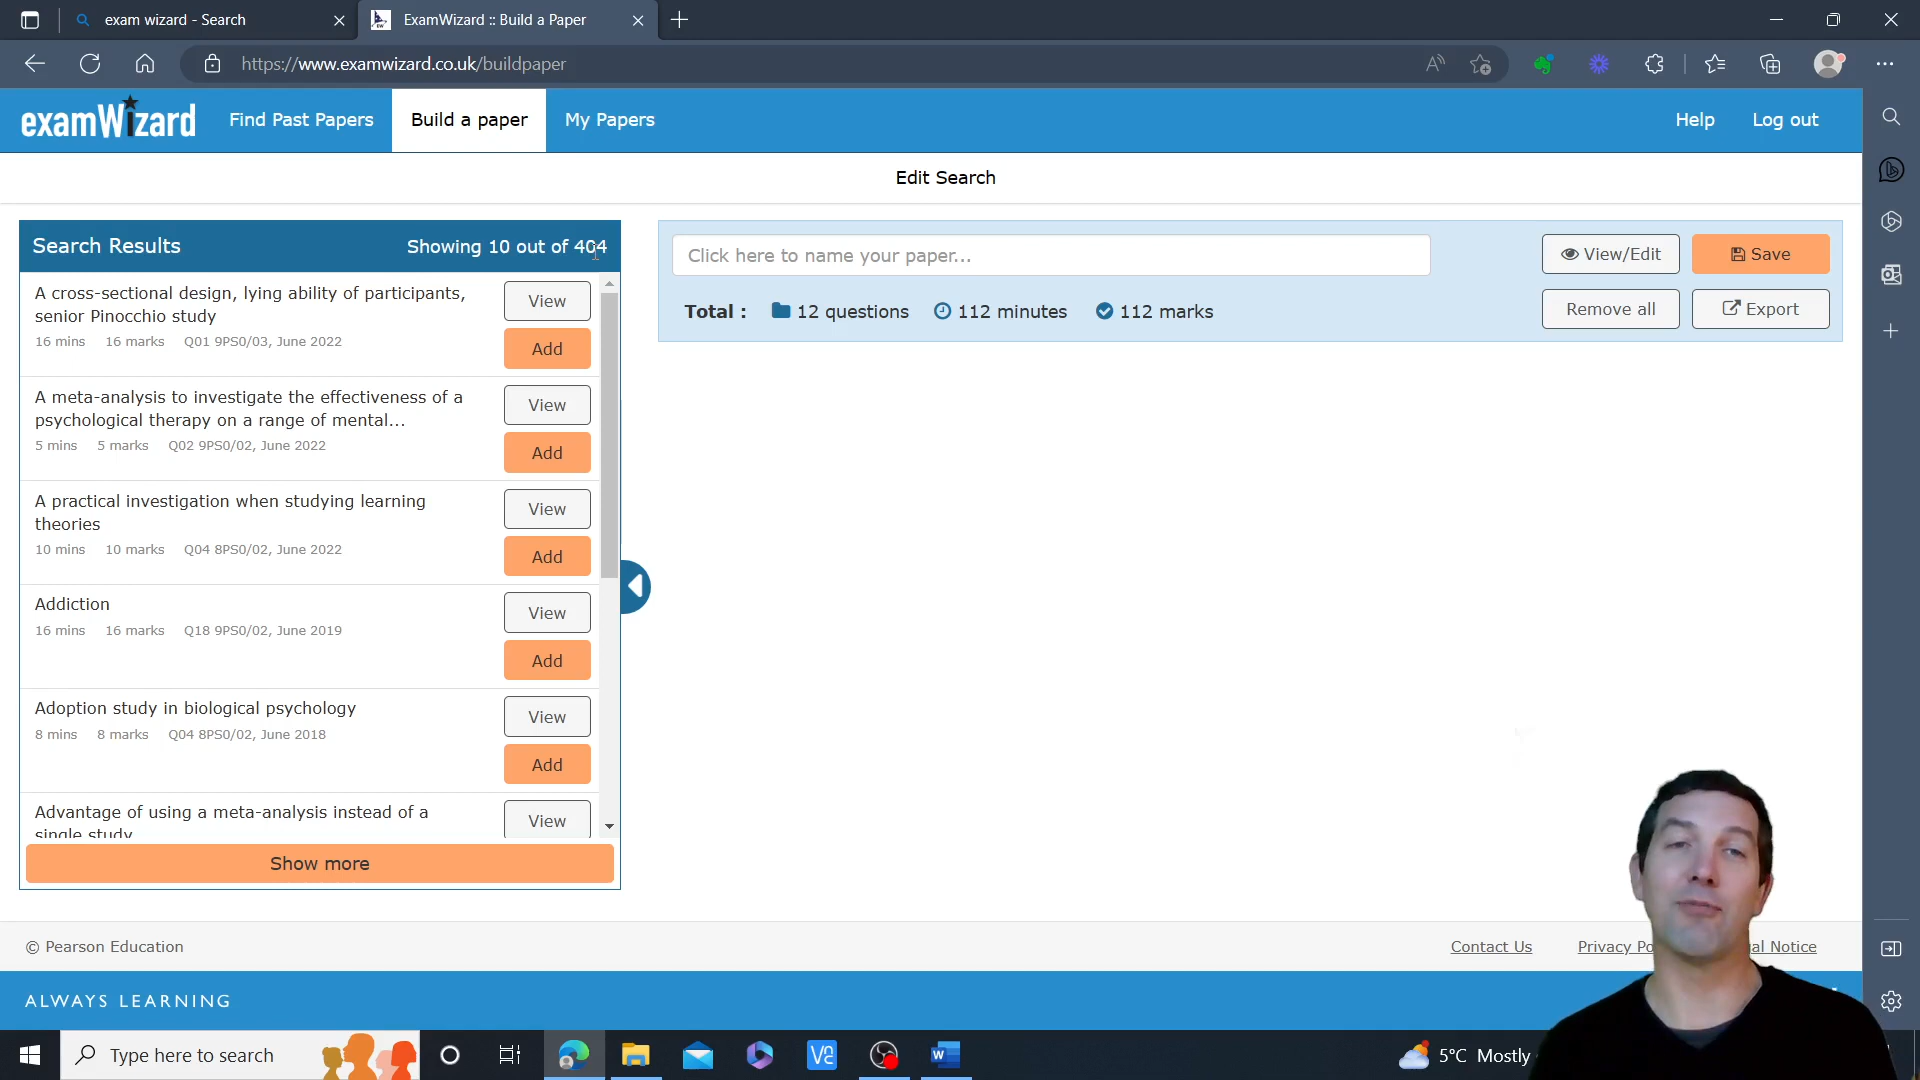 exam wizard - Search
ExamWizard :: Build a Paper
https://www.examwizard.co.uk/buildpaper
examWizard
Find Past Papers
Build a paper
My Papers
Help
Log out
Edit Search
Search Results
Showing 10 out of 404
A cross-sectional design, lying ability of participants,
senior Pinocchio study
16 mins 16 marks Q01 9PS0/03, June 2022
View
Add
A meta-analysis to investigate the effectiveness of a
psychological therapy on a range of mental...
5 mins 5 marks Q02 9PS0/02, June 2022
View
Add
A practical investigation when studying learning
theories
10 mins 10 marks Q04 8PS0/02, June 2022
View
Add
Addiction
16 mins 16 marks Q18 9PS0/02, June 2019
View
Add
Adoption study in biological psychology
8 mins 8 marks Q04 8PS0/02, June 2018
View
Add
Advantage of using a meta-analysis instead of a
single study
View
Show more
Click here to name your paper...
View/Edit
Save
Total : 12 questions 112 minutes 112 marks
Remove all
Export
© Pearson Education
Contact Us
Privacy Po
al Notice
ALWAYS LEARNING
Type here to search
5°C Mostly